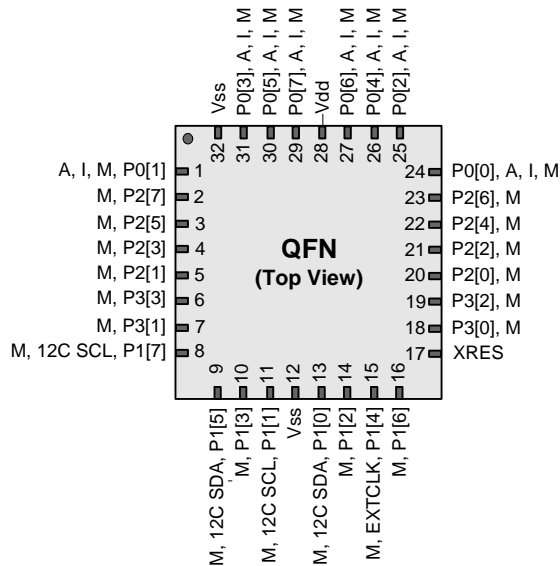 Vss
P0[3], A, I, M
P0[5], A, I, M
P0[7], A, I, M
Vdd
P0[6], A, I, M
P0[4], A, I, M
P0[2], A, I, M
32
31
30
29
28
27
26
25
A, I, M, P0[1]
1
M, P2[7]
2
M, P2[5]
3
M, P2[3]
4
M, P2[1]
5
M, P3[3]
6
M, P3[1]
7
M, 12C SCL, P1[7]
8
QFN
(Top View)
24
P0[0], A, I, M
23
P2[6], M
22
P2[4], M
21
P2[2], M
20
P2[0], M
19
P3[2], M
18
P3[0], M
17
XRES
9
10
11
12
13
14
15
16
M, 12C SDA, P1[5]
M, P1[3]
M, 12C SCL, P1[1]
Vss
M, 12C SDA, P1[0]
M, P1[2]
M, EXTCLK, P1[4]
M, P1[6]